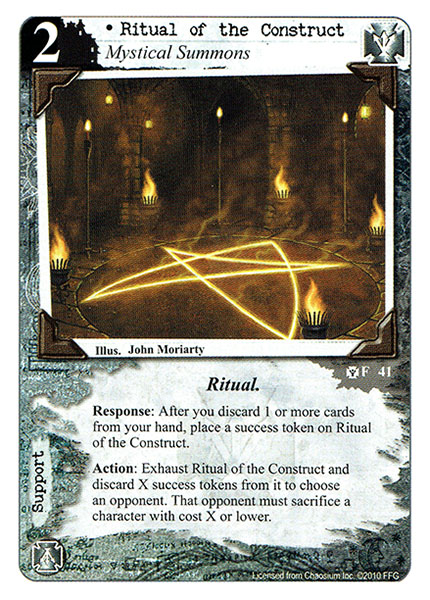 2
• Ritual of the Construct
Mystical Summons
Illus. John Moriarty
F 41
Ritual.
Response: After you discard 1 or more cards
from your hand, place a success token on Ritual
of the Construct.
Action: Exhaust Ritual of the Construct and
discard X success tokens from it to choose
an opponent. That opponent must sacrifice a
character with cost X or lower.
Support
Licensed from Chaosium Inc. ©2010 FFG